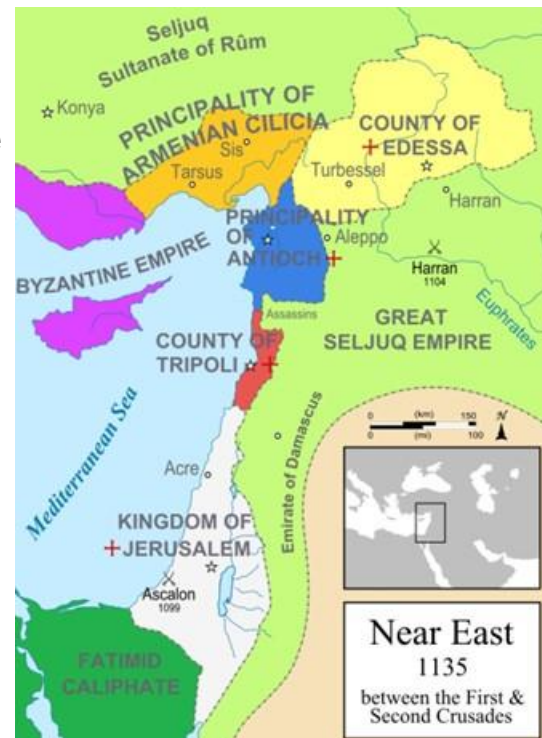 Seljuq
Sultanate of Rûm
Konya
PRINCIPALITY OF
ARMENIAN CILICIA
Sis
Tarsus
COUNTY OF
EDESSA
Turbessel
Harran
PRINCIPALITY
OF
ANTIOCH
Aleppo
Harran
1104
BYZANTINE EMPIRE
Euphrates
Assassins
GREAT
SELJUQ EMPIRE
COUNTY OF
TRIPOLI
Mediterranean Sea
(km)
150
0
0
(mi)
100
N
Emirate of Damascus
Acre
KINGDOM OF
JERUSALEM
Ascalon
1099
FATIMID
CALIPHATE
Near East
1135
between the First &
Second Crusades